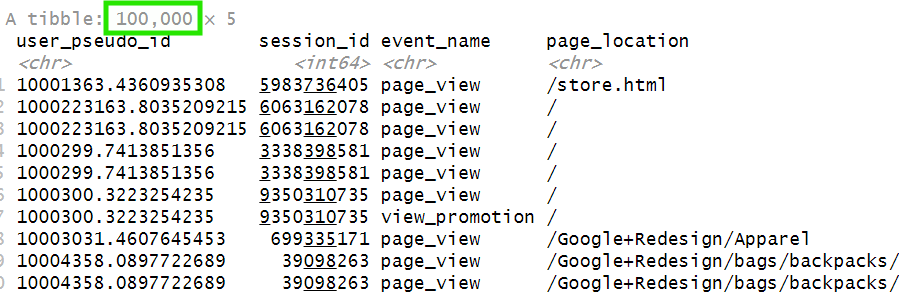 A tibble: 100,000 × 5
user_pseudo_id session_id event_name page_location
<chr> <int64> <chr> <chr>
1 10001363.4360935308 5983736405 page_view /store.html
2 1000223163.8035209215 6063162078 page_view /
3 1000223163.8035209215 6063162078 page_view /
4 1000299.7413851356 3338398581 page_view /
5 1000299.7413851356 3338398581 page_view /
6 1000300.3223254235 9350310735 page_view /
7 1000300.3223254235 9350310735 view_promotion /
8 10003031.4607645453 699335171 page_view /Google+Redesign/Apparel
9 10004358.0897722689 39098263 page_view /Google+Redesign/bags/backpacks/
0 10004358.0897722689 39098263 page_view /Google+Redesign/bags/backpacks/